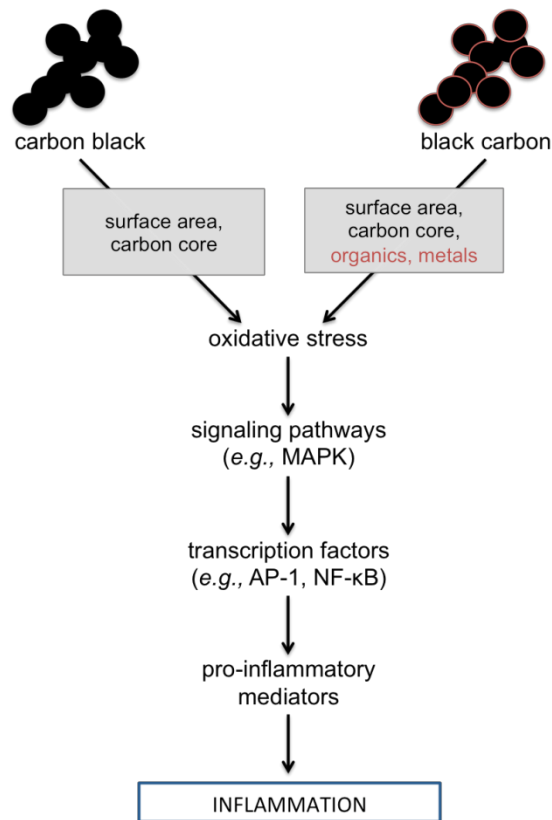 carbon black
black carbon
surface area,
carbon core
surface area,
carbon core,
organics, metals
oxidative stress
signaling pathways
(e.g., MAPK)
transcription factors
(e.g., AP-1, NF-κB)
pro-inflammatory
mediators
INFLAMMATION